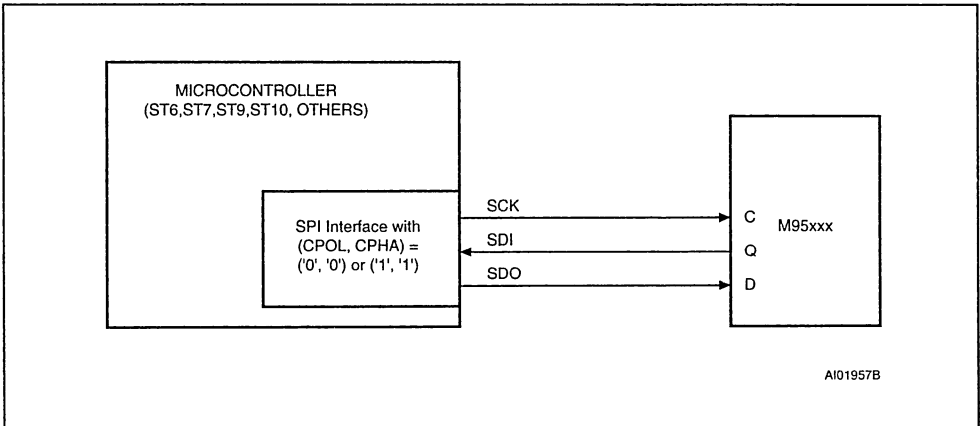 MICROCONTROLLER
(ST6,ST7,ST9,ST10, OTHERS)
SPI Interface with
(CPOL, CPHA) =
('0', '0') or ('1', '1')
SCK
SDI
SDO
C
Q
D
M95xxx
AI01957B